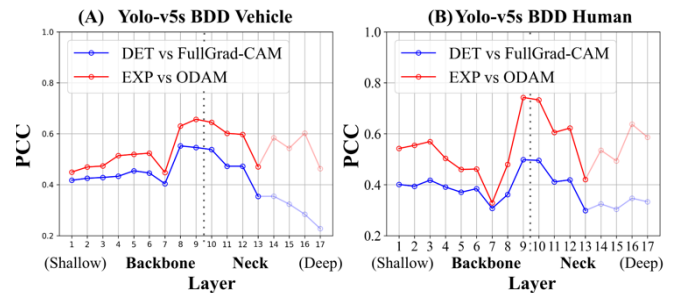 (A) Yolo-v5s BDD Vehicle
DET vs FullGrad-CAM
EXP vs ODAM
PCC
1.0
0.8
0.6
0.4
0.2
1 2 3 4 5 6 7 8 9 10 11 12 13 14 15 16 17
(Shallow) Backbone Neck (Deep)
Layer
(B) Yolo-v5s BDD Human
DET vs FullGrad-CAM
EXP vs ODAM
PCC
1.0
0.8
0.6
0.4
0.2
1 2 3 4 5 6 7 8 9 10 11 12 13 14 15 16 17
(Shallow) Backbone Neck (Deep)
Layer